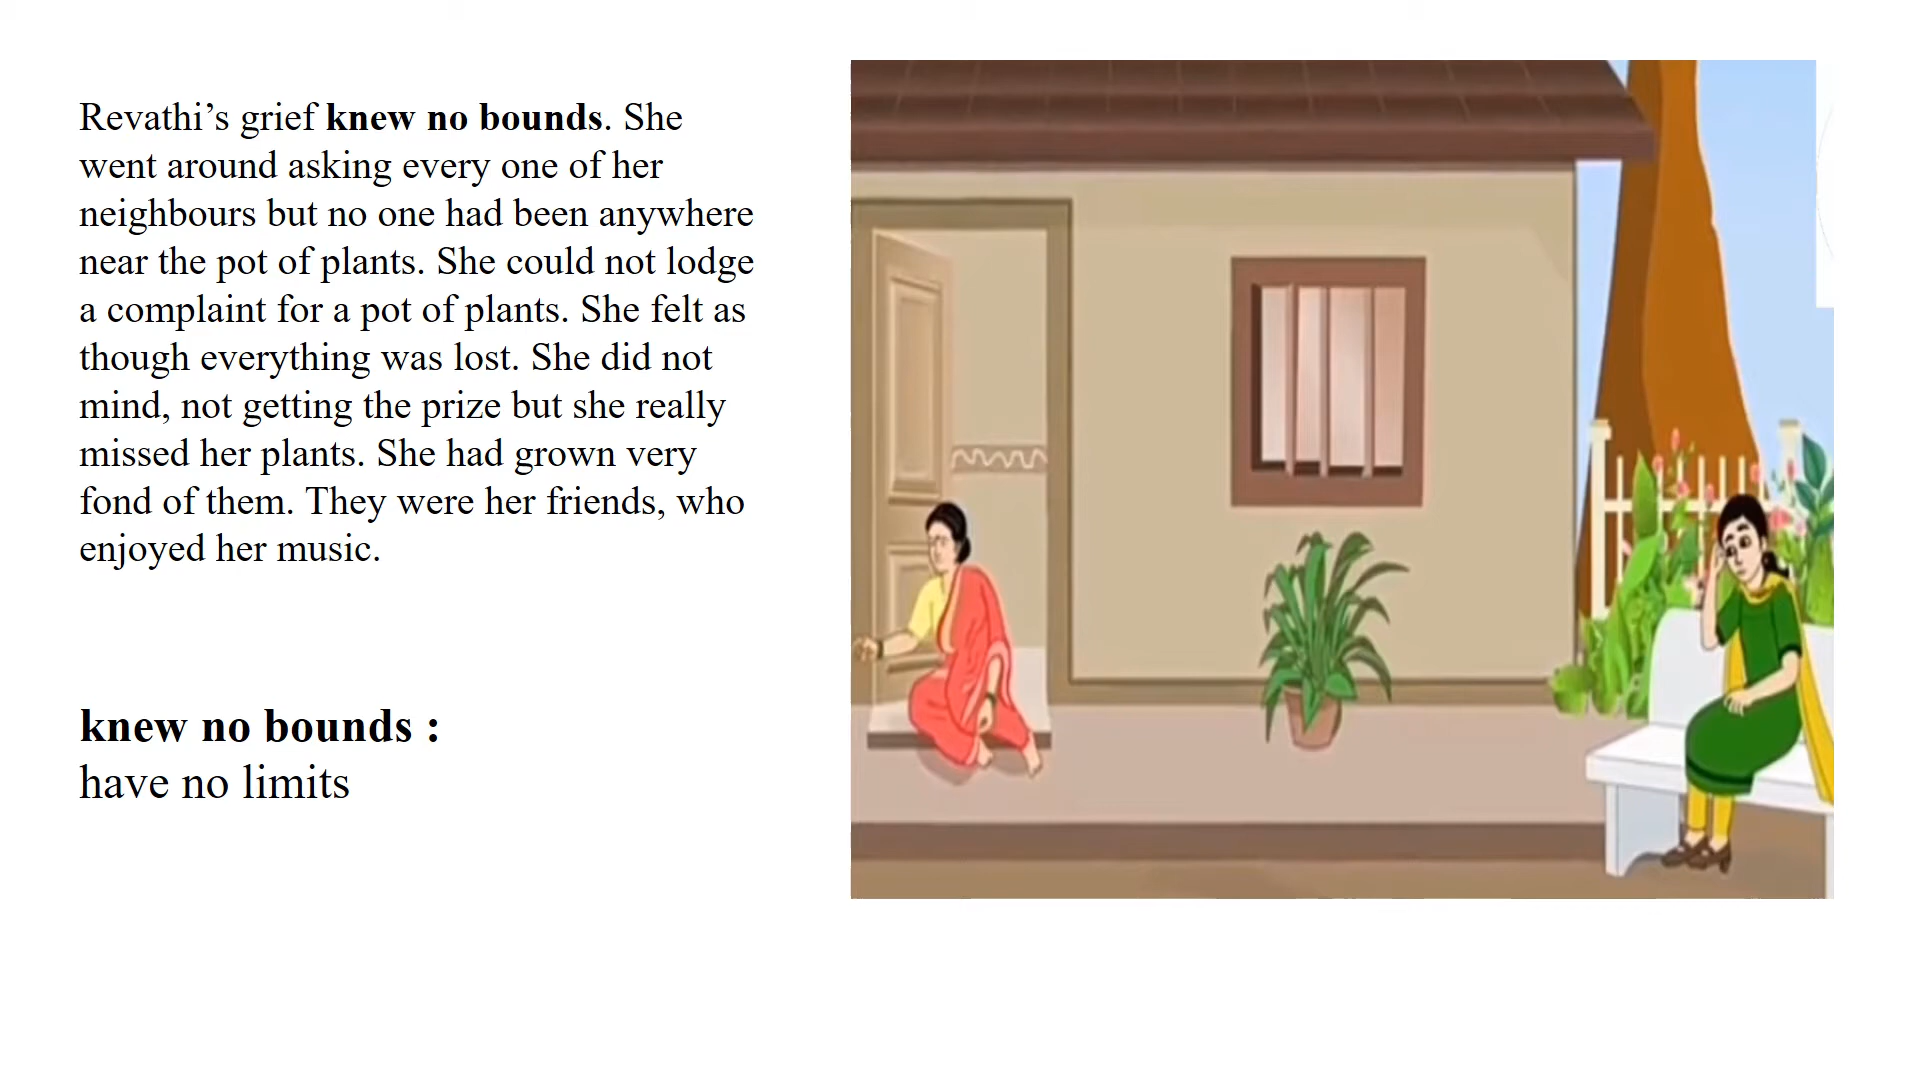 Revathi’s grief knew no bounds. She
went around asking every one of her
neighbours but no one had been anywhere
near the pot of plants. She could not lodge
a complaint for a pot of plants. She felt as
though everything was lost. She did not
mind, not getting the prize but she really
missed her plants. She had grown very
fond of them. They were her friends, who
enjoyed her music.
knew no bounds :
have no limits